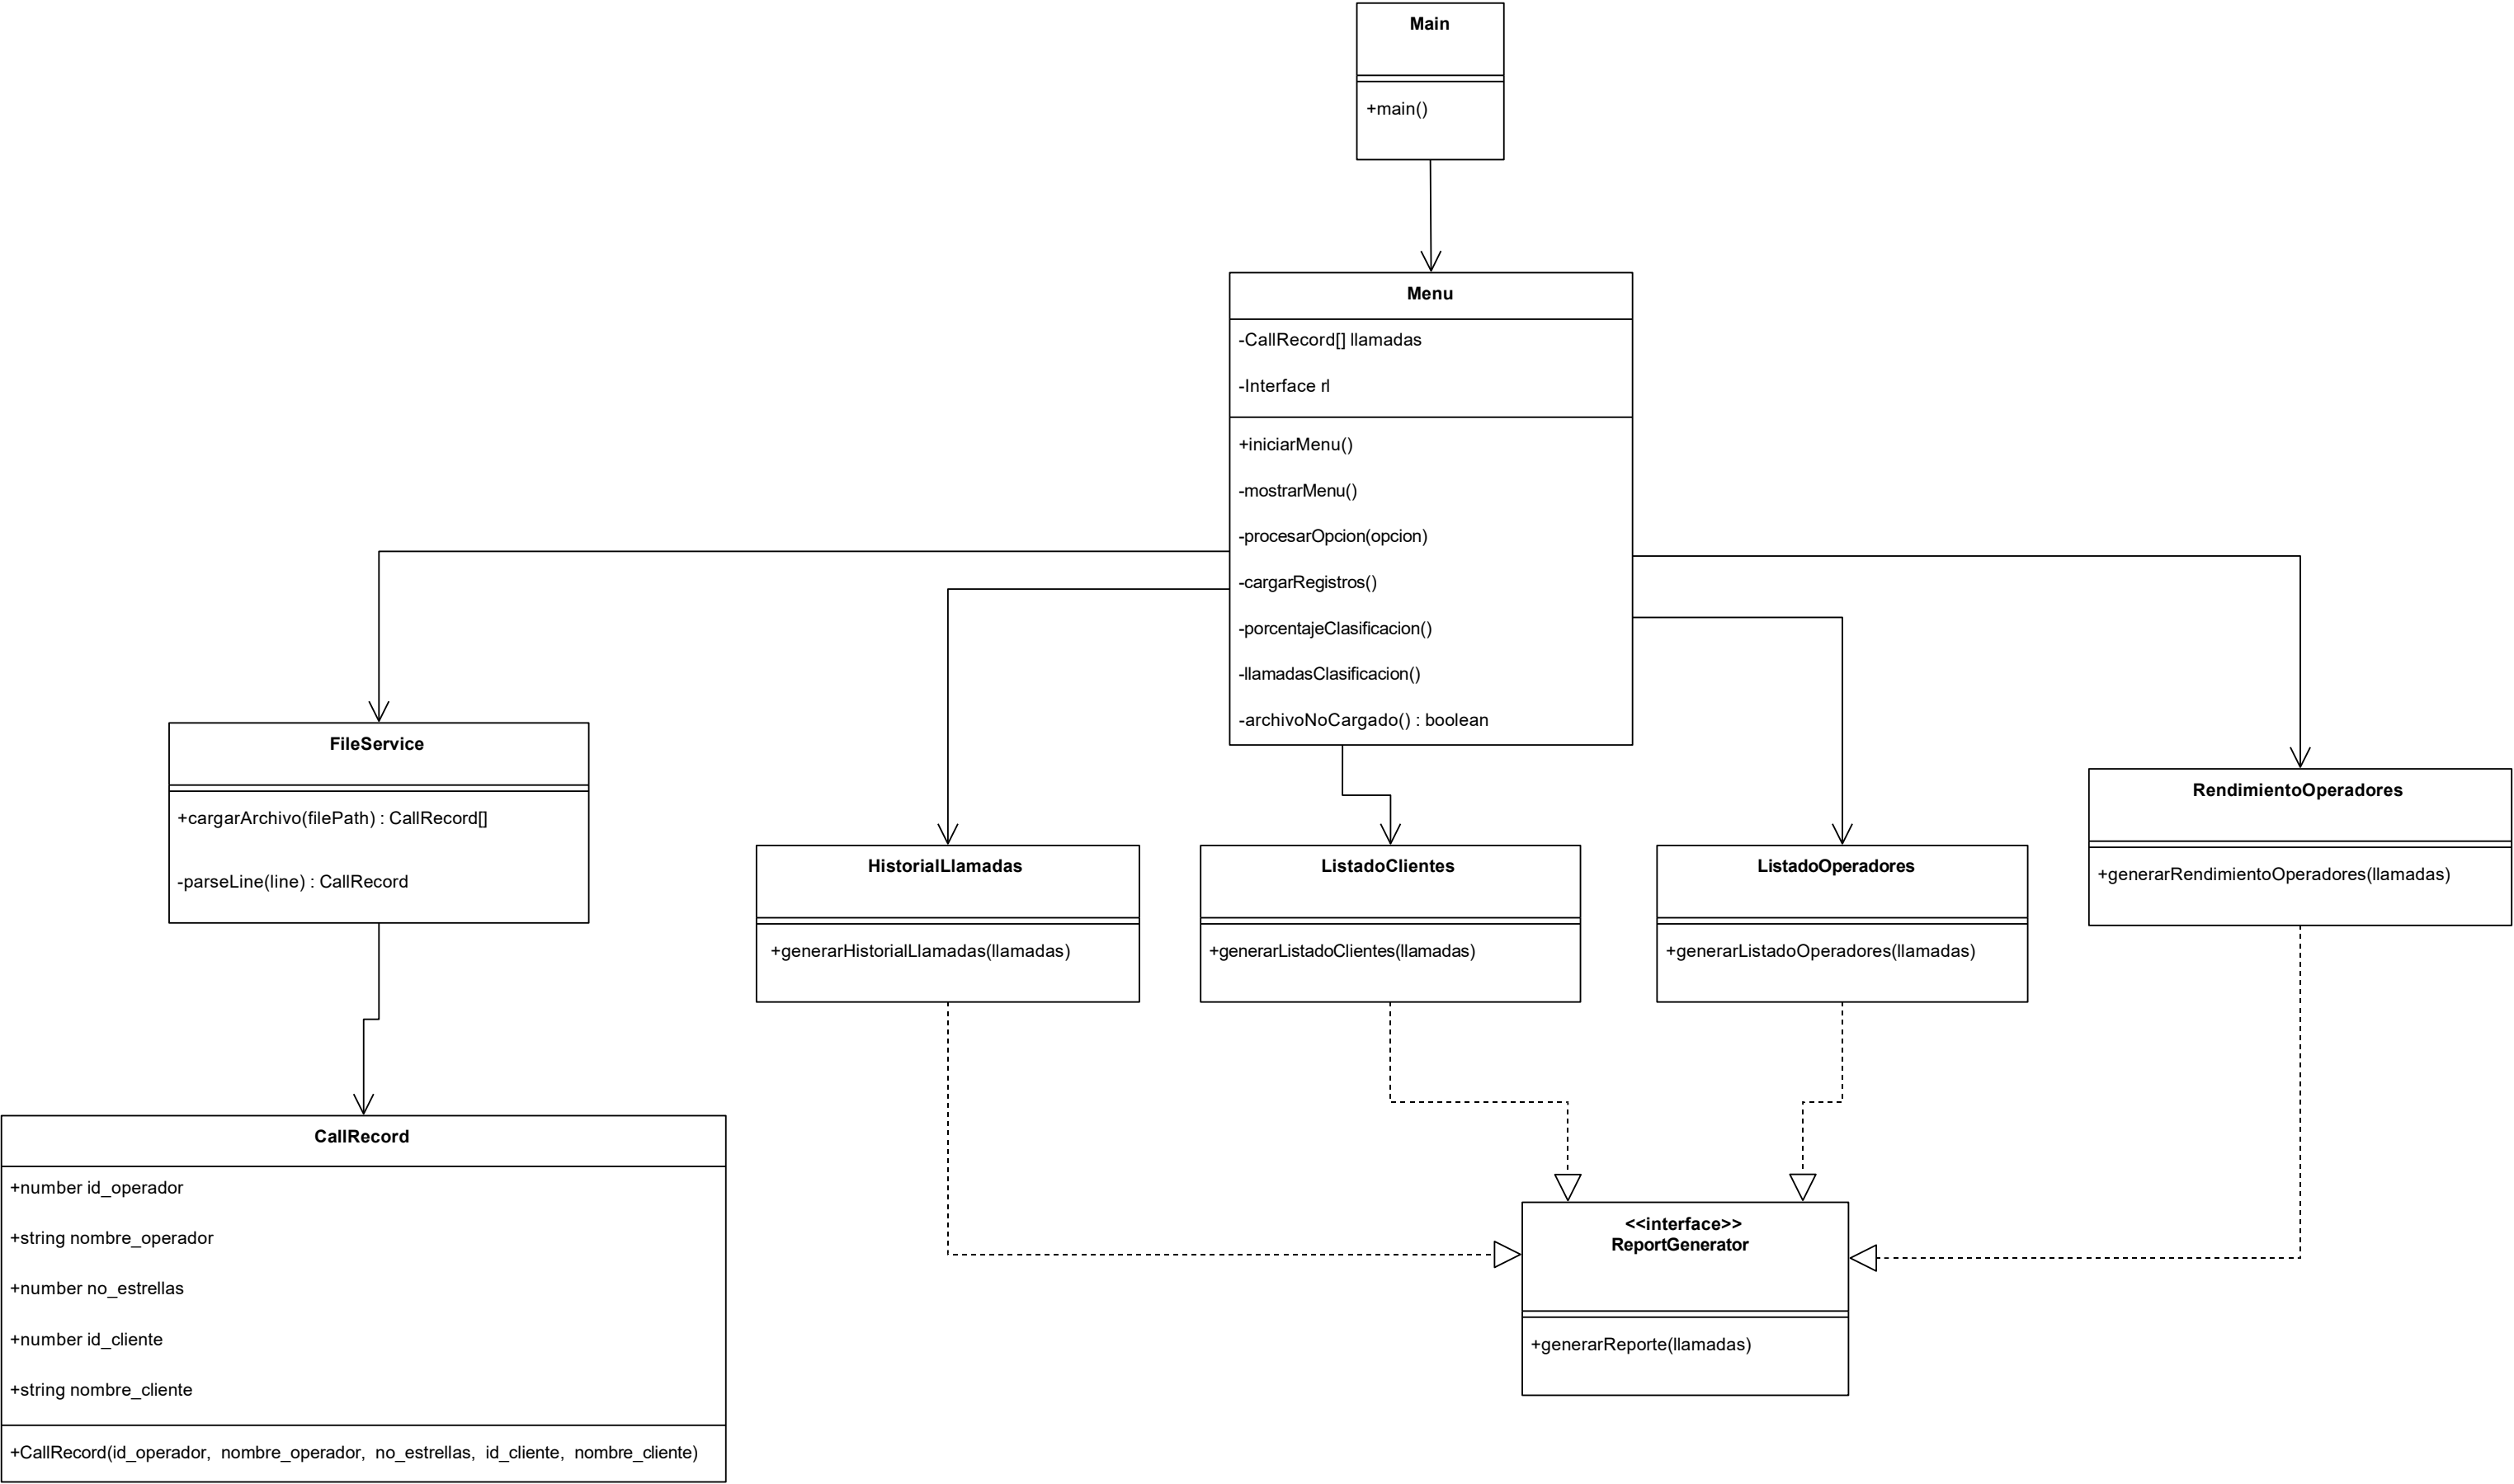 Main
+main()
Menu
-CallRecord[] llamadas
-Interface rl
+iniciarMenu()
-mostrarMenu()
-procesarOpcion(opcion)
-cargarRegistros()
-porcentajeClasificacion()
-llamadasClasificacion()
-archivoNoCargado() : boolean
FileService
+cargarArchivo(filePath) : CallRecord[]
-parseLine(line) : CallRecord
HistorialLlamadas
+generarHistorialLlamadas(llamadas)
ListadoClientes
+generarListadoClientes(llamadas)
ListadoOperadores
+generarListadoOperadores(llamadas)
RendimientoOperadores
+generarRendimientoOperadores(llamadas)
CallRecord
+number id_operador
+string nombre_operador
+number no_estrellas
+number id_cliente
+string nombre_cliente
+CallRecord(id_operador, nombre_operador, no_estrellas, id_cliente, nombre_cliente)
<<interface>>
ReportGenerator
+generarReporte(llamadas)